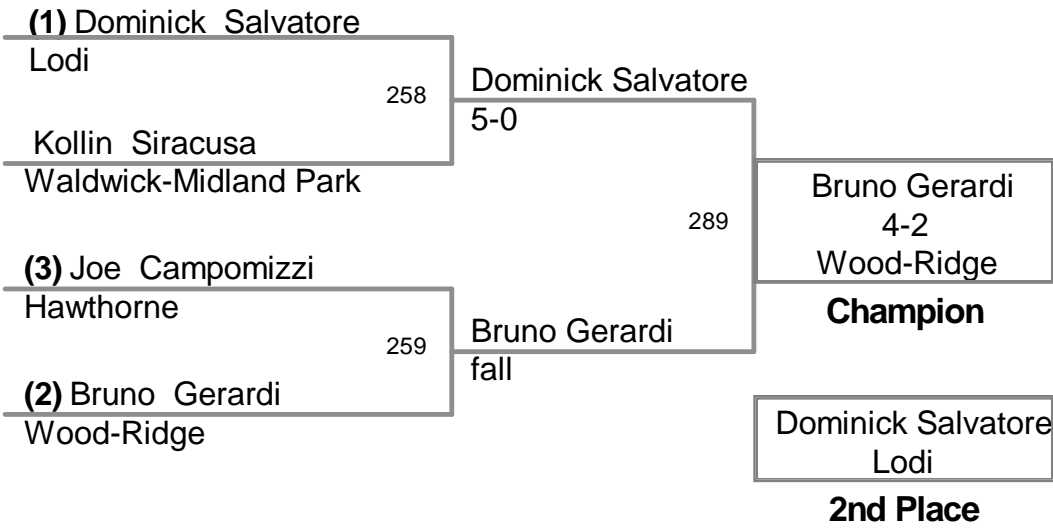 (1) Dominick Salvatore
Lodi
258
Kollin Siracusa
Waldwick-Midland Park
Dominick Salvatore
5-0
(3) Joe Campomizzi
Hawthorne
259
(2) Bruno Gerardi
Wood-Ridge
Bruno Gerardi
fall
289
Bruno Gerardi
4-2
Wood-Ridge
Champion
Dominick Salvatore
Lodi
2nd Place